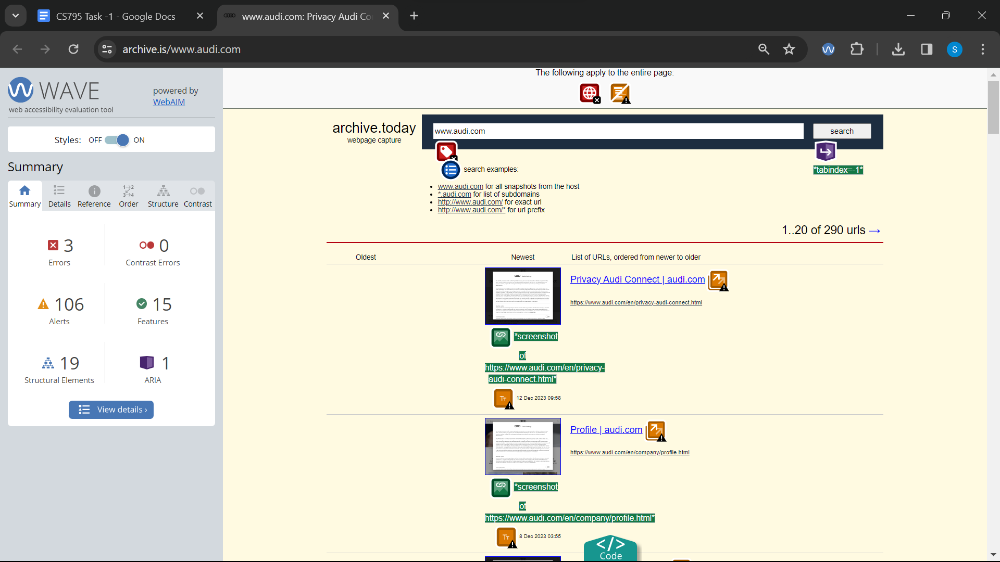 CS795 Task -1 - Google Docs
www.audi.com: Privacy Audi Co
archive.is/www.audi.com
S
WAVE
web accessibility evaluation tool
powered by
WebAIM
Styles: OFF ON
Summary
Summary Details Reference Order Structure Contrast
3
Errors
0
Contrast Errors
106
Alerts
15
Features
19
Structural Elements
1
ARIA
View details ›
The following apply to the entire page:
archive.today
webpage capture
www.audi.com
search
*tabindex=-1*
search examples:
www.audi.com for all snapshots from the host
*.audi.com for list of subdomains
http://www.audi.com/ for exact url
http://www.audi.com/* for url prefix
1..20 of 290 urls →
Oldest Newest List of URLs, ordered from newer to older
Privacy Audi Connect | audi.com
https://www.audi.com/en/privacy-audi-connect.html
*screenshot
of
https://www.audi.com/en/privacy-
audi-connect.html*
12 Dec 2023 09:58
Profile | audi.com
https://www.audi.com/en/company/profile.html
*screenshot
of
https://www.audi.com/en/company/profile.html*
8 Dec 2023 03:55
</>
Code